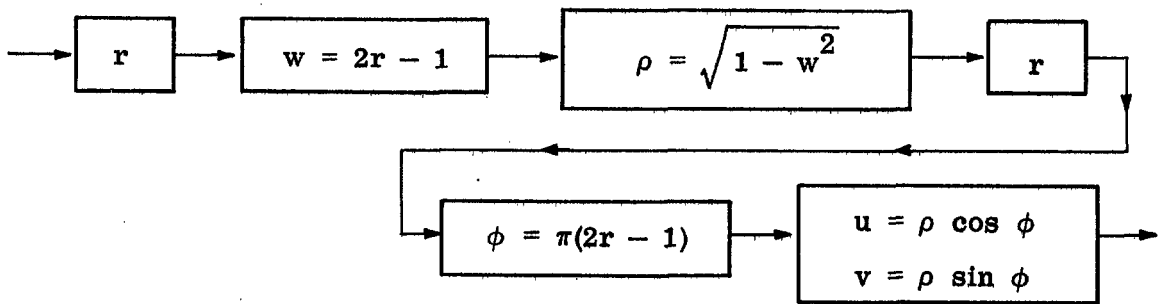 r
w = 2r − 1
ρ = √1 − w²
r
φ = π(2r − 1)
u = ρ cos φ
v = ρ sin φ